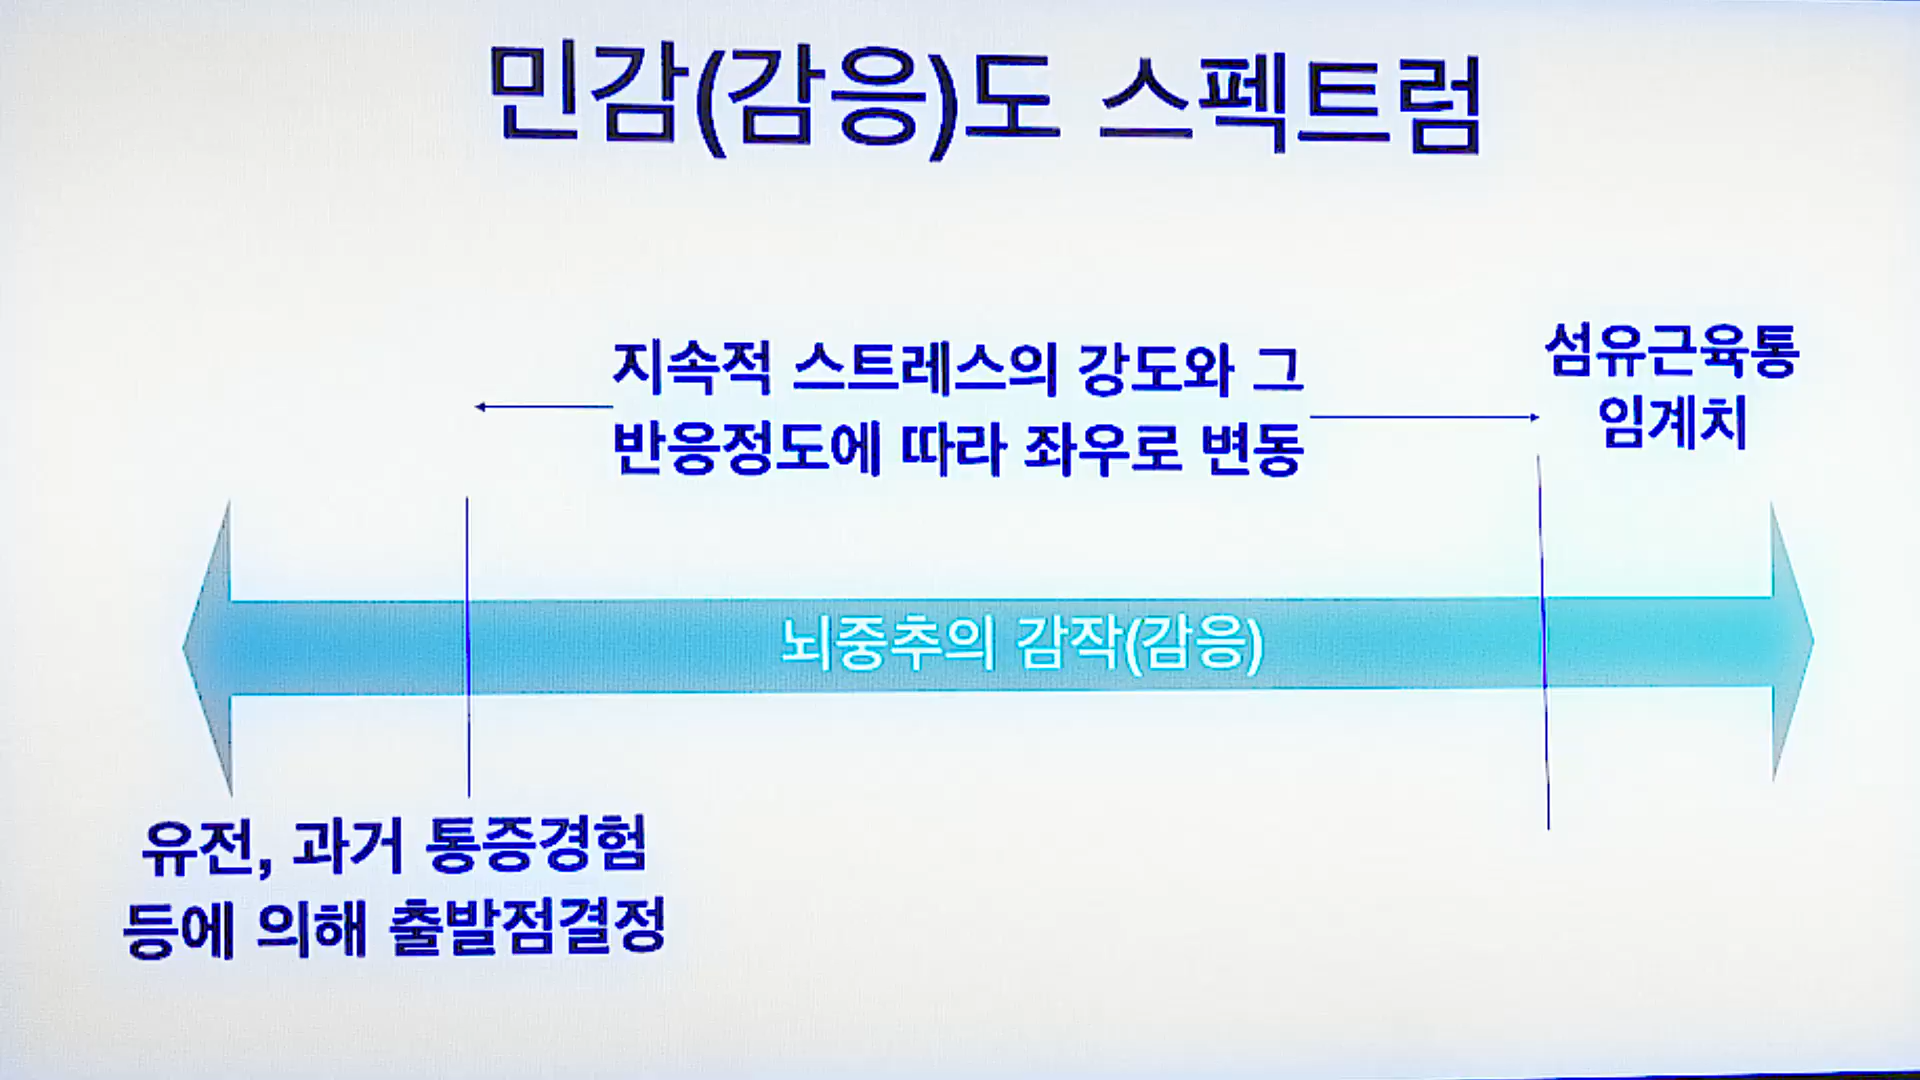 민감(감응)도 스펙트럼
지속적 스트레스의 강도와 그
반응정도에 따라 좌우로 변동
섬유근육통
임계치
뇌중추의 감작(감응)
유전, 과거 통증경험
등에 의해 출발점결정